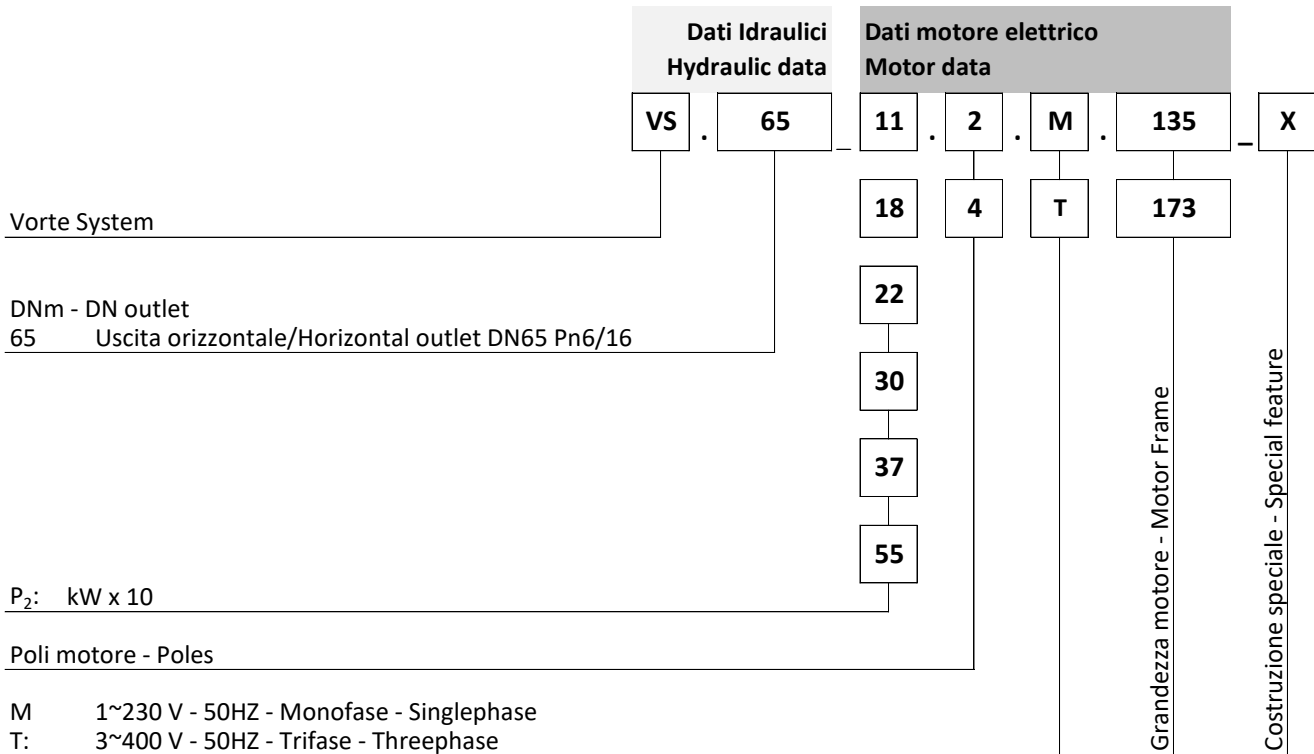 Dati Idraulici
Hydraulic data
Dati motore elettrico
Motor data
VS . 65 _ 11 . 2 . M . 135 _ X
18 4 T 173
Vorte System
22
DNm - DN outlet
65 Uscita orizzontale/Horizontal outlet DN65 Pn6/16
30
37
55
P₂: kW x 10
Poli motore - Poles
M 1~230 V - 50HZ - Monofase - Singlephase
T: 3~400 V - 50HZ - Trifase - Threephase
Grandezza motore - Motor Frame
Costruzione speciale - Special feature